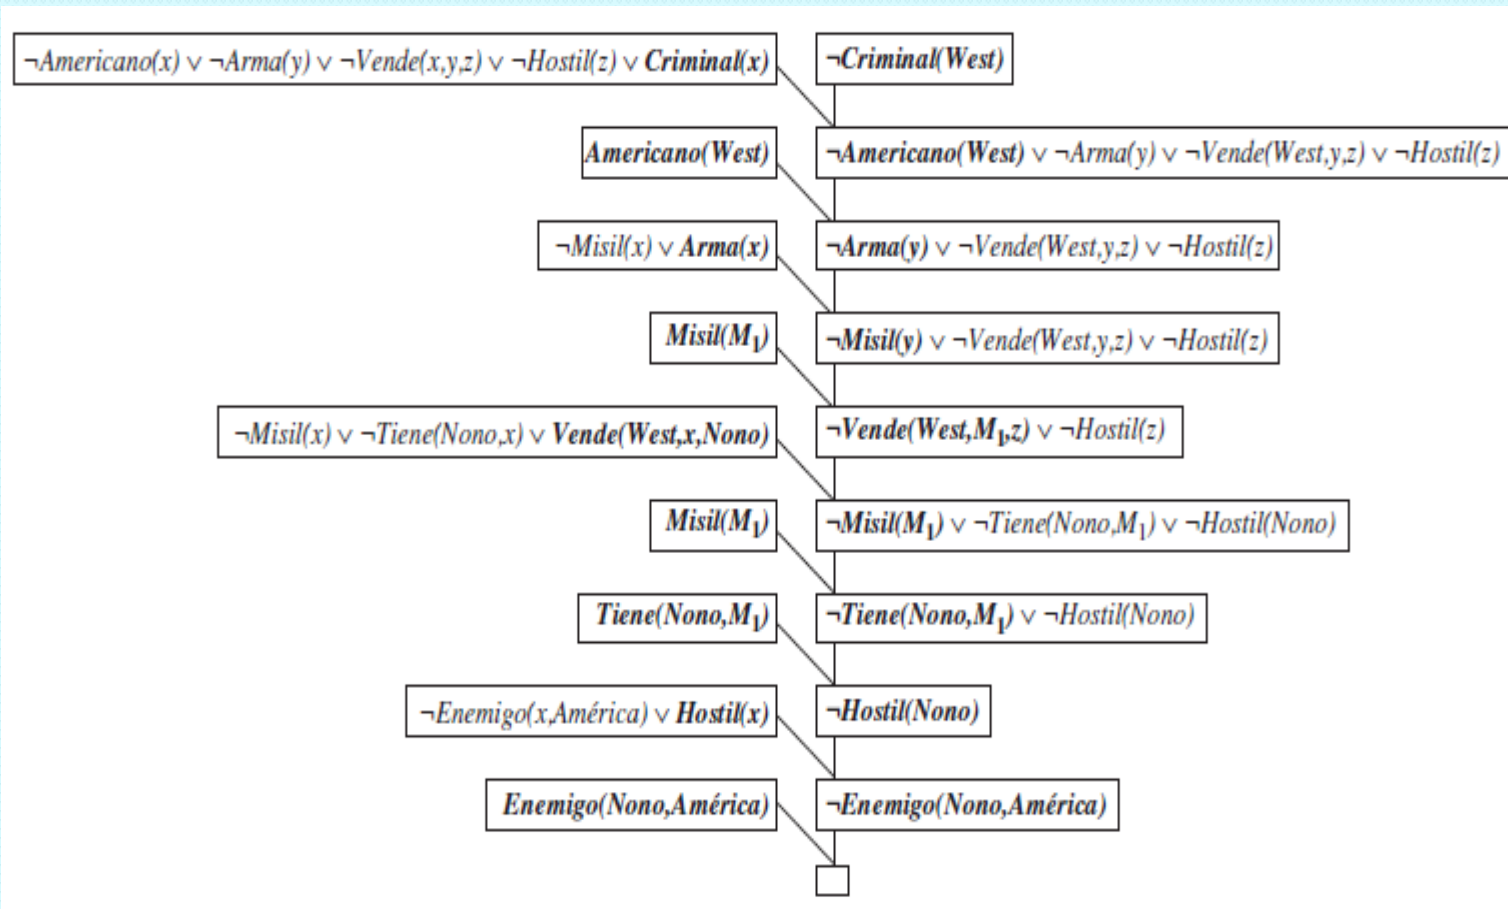 ¬Americano(x) ∨ ¬Arma(y) ∨ ¬Vende(x,y,z) ∨ ¬Hostil(z) ∨ Criminal(x) ¬Criminal(West)
Americano(West) ¬Americano(West) ∨ ¬Arma(y) ∨ ¬Vende(West,y,z) ∨ ¬Hostil(z)
¬Misil(x) ∨ Arma(x) ¬Arma(y) ∨ ¬Vende(West,y,z) ∨ ¬Hostil(z)
Misil(M₁) ¬Misil(y) ∨ ¬Vende(West,y,z) ∨ ¬Hostil(z)
¬Misil(x) ∨ ¬Tiene(Nono,x) ∨ Vende(West,x,Nono) ¬Vende(West,M₁,z) ∨ ¬Hostil(z)
Misil(M₁) ¬Misil(M₁) ∨ ¬Tiene(Nono,M₁) ∨ ¬Hostil(Nono)
Tiene(Nono,M₁) ¬Tiene(Nono,M₁) ∨ ¬Hostil(Nono)
¬Enemigo(x,América) ∨ Hostil(x) ¬Hostil(Nono)
Enemigo(Nono,América) ¬Enemigo(Nono,América)